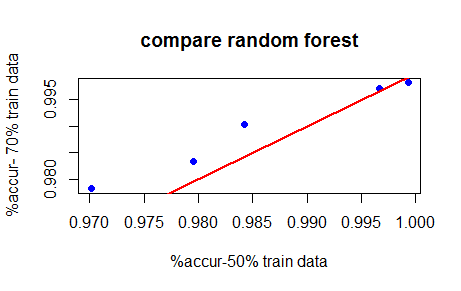 compare random forest
%accur- 70% train data
0.995
0.980
0.970 0.975 0.980 0.985 0.990 0.995 1.000
%accur-50% train data